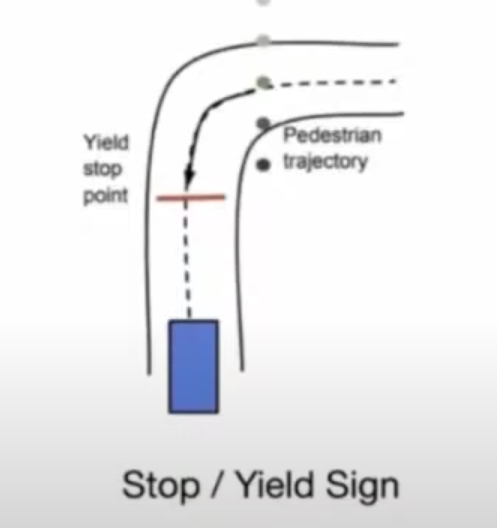 Yield
stop
point
Pedestrian
trajectory
Stop / Yield Sign